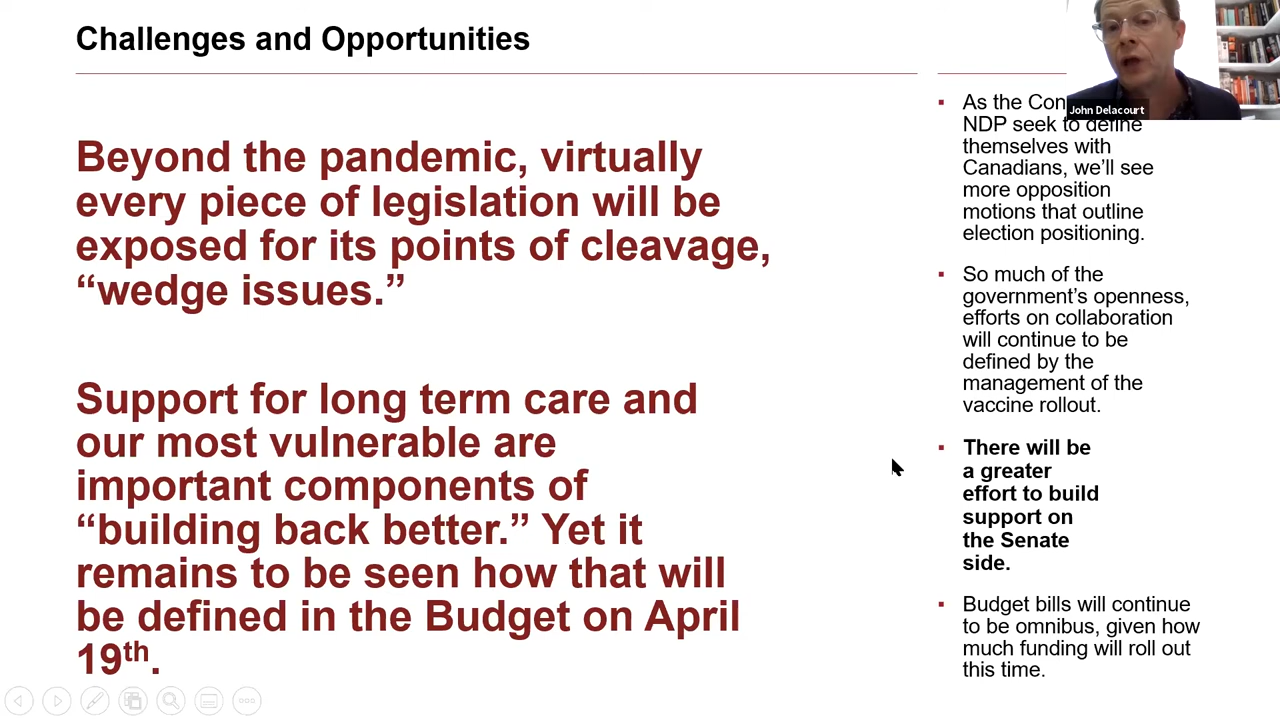 Challenges and Opportunities
Beyond the pandemic, virtually
every piece of legislation will be
exposed for its points of cleavage,
“wedge issues.”
Support for long term care and
our most vulnerable are
important components of
“building back better.” Yet it
remains to be seen how that will
be defined in the Budget on April
19th.
John Delacourt
▪ As the
NDP seek to define
themselves with
Canadians, we’ll see
more opposition
motions that outline
election positioning.
▪ So much of the
government’s openness,
efforts on collaboration
will continue to be
defined by the
management of the
vaccine rollout.
▪ There will be
a greater
effort to build
support on
the Senate
side.
▪ Budget bills will continue
to be omnibus, given how
much funding will roll out
this time.